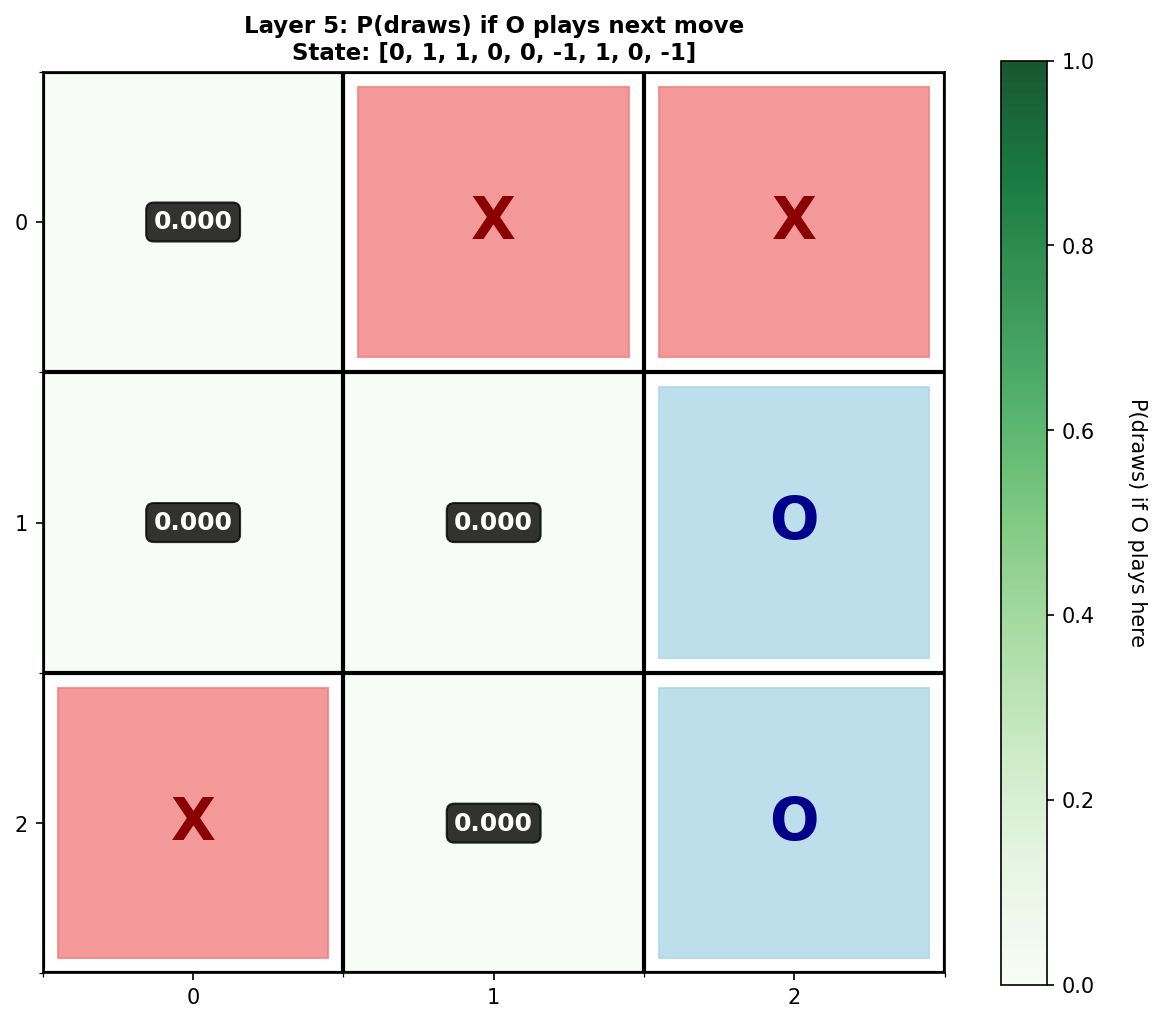 Layer 5: P(draws) if O plays next move
State: [0, 1, 1, 0, 0, -1, 1, 0, -1]
0
0.000
X
X
1
0.000
0.000
O
2
X
0.000
O
0
1
2
1.0
0.8
0.6
0.4
0.2
0.0
P(draws) if O plays here